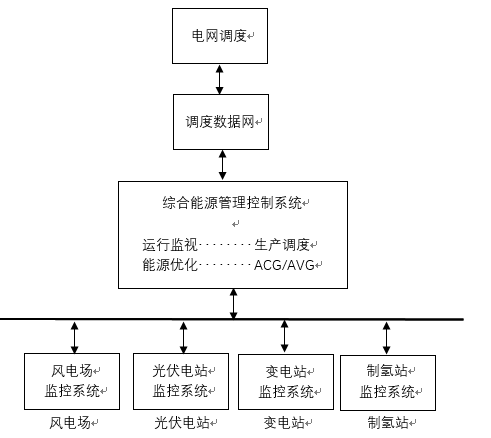 电网调度
调度数据网
综合能源管理控制系统
运行监视········生产调度
能源优化········ACG/AVG
风电场
监控系统
光伏电站
监控系统
变电站
监控系统
制氢站
监控系统
风电场
光伏电站
变电站
制氢站